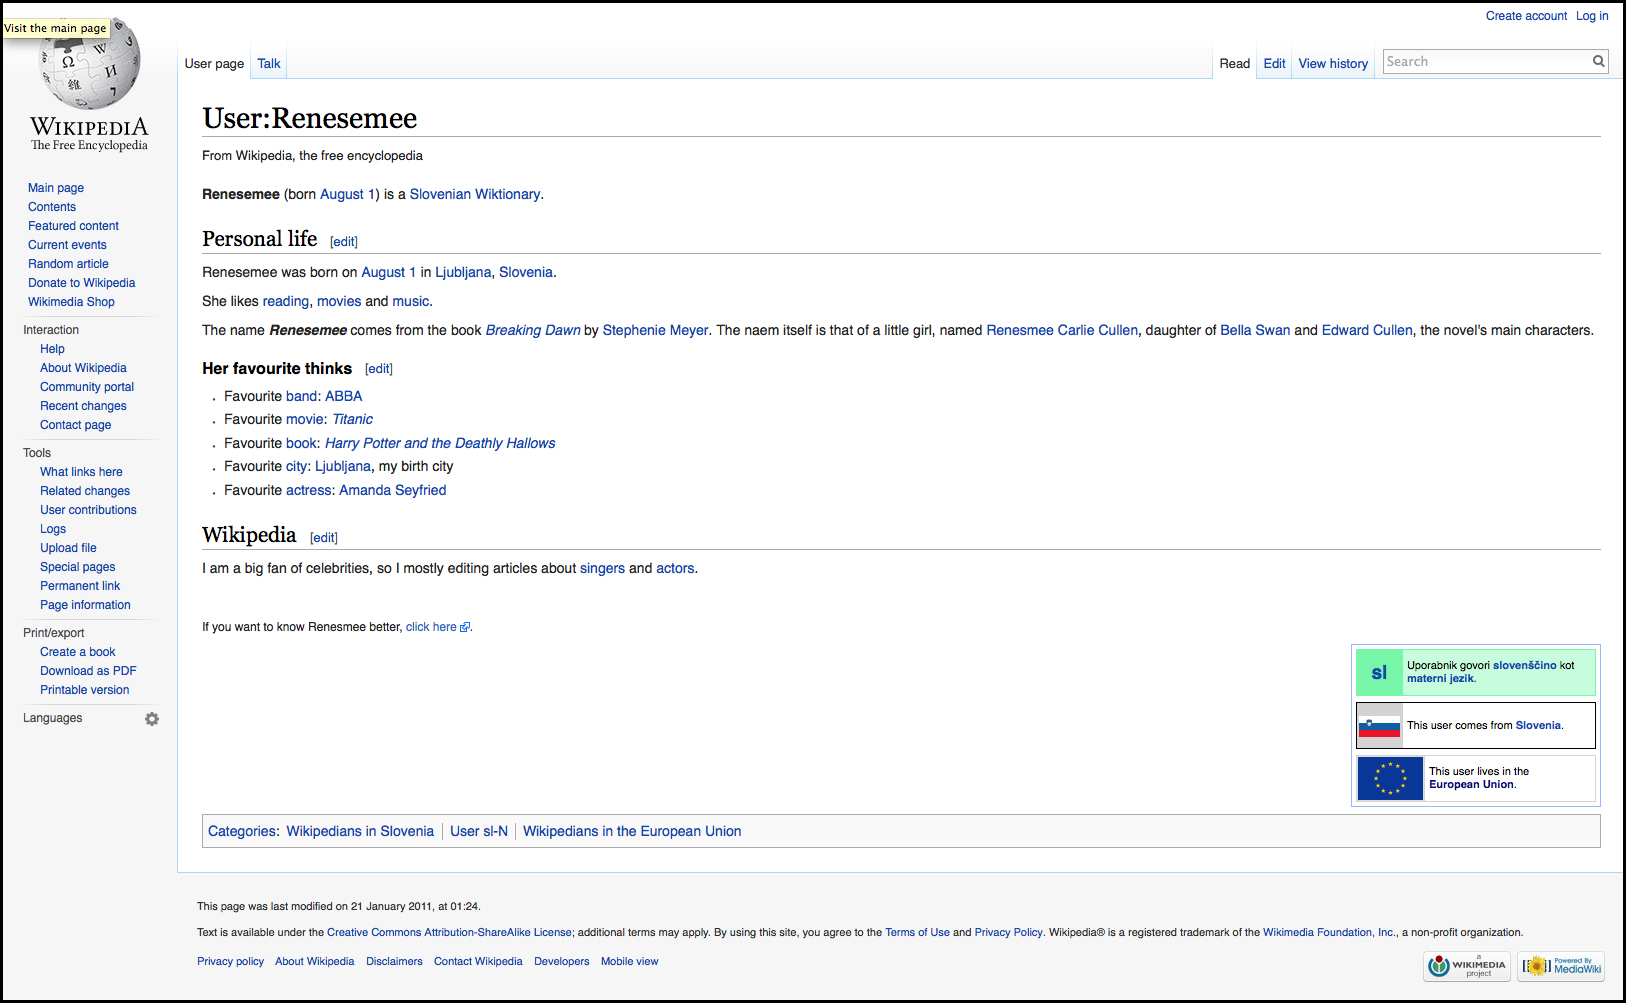 Create account Log in
Visit the main page
Ω W И 維 7
WIKIPEDIA
The Free Encyclopedia
User page Talk Read Edit View history Search
Main page
Contents
Featured content
Current events
Random article
Donate to Wikipedia
Wikimedia Shop
Interaction
Help
About Wikipedia
Community portal
Recent changes
Contact page
Tools
What links here
Related changes
User contributions
Logs
Upload file
Special pages
Permanent link
Page information
Print/export
Create a book
Download as PDF
Printable version
Languages
User:Renesemee
From Wikipedia, the free encyclopedia
Renesemee (born August 1) is a Slovenian Wiktionary.
Personal life [edit]
Renesemee was born on August 1 in Ljubljana, Slovenia.
She likes reading, movies and music.
The name Renesemee comes from the book Breaking Dawn by Stephenie Meyer. The naem itself is that of a little girl, named Renesmee Carlie Cullen, daughter of Bella Swan and Edward Cullen, the novel's main characters.
Her favourite thinks [edit]
Favourite band: ABBA
Favourite movie: Titanic
Favourite book: Harry Potter and the Deathly Hallows
Favourite city: Ljubljana, my birth city
Favourite actress: Amanda Seyfried
Wikipedia [edit]
I am a big fan of celebrities, so I mostly editing articles about singers and actors.
If you want to know Renesmee better, click here.
sl
Uporabnik govori slovenščino kot
materni jezik.
This user comes from Slovenia.
This user lives in the
European Union.
Categories: Wikipedians in Slovenia | User sl-N | Wikipedians in the European Union
This page was last modified on 21 January 2011, at 01:24.
Text is available under the Creative Commons Attribution-ShareAlike License; additional terms may apply. By using this site, you agree to the Terms of Use and Privacy Policy. Wikipedia® is a registered trademark of the Wikimedia Foundation, Inc., a non-profit organization.
Privacy policy About Wikipedia Disclaimers Contact Wikipedia Developers Mobile view
a
WIKIMEDIA
project
Powered By
MediaWiki